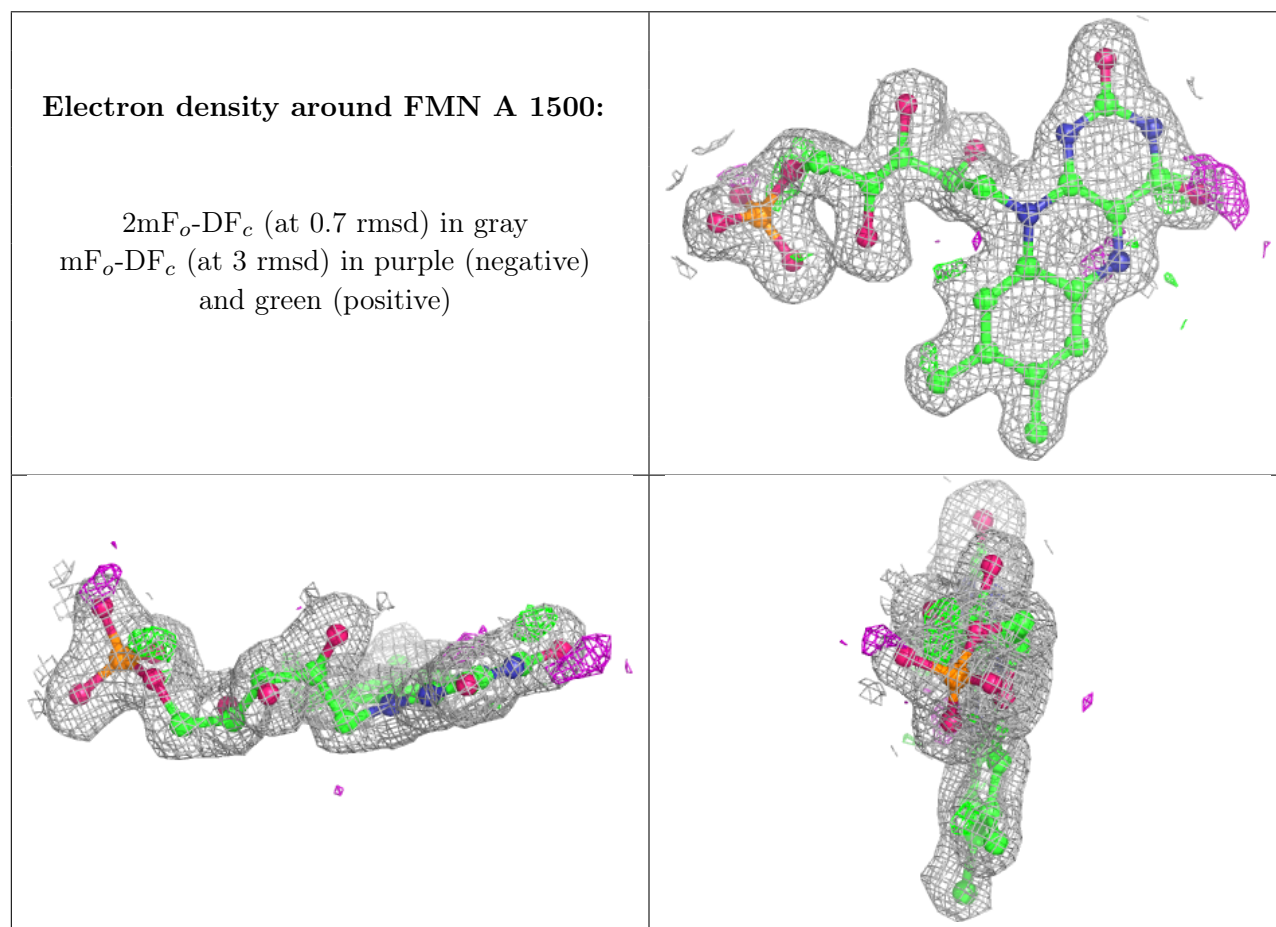 Electron density around FMN A 1500:
2mFo-DFc (at 0.7 rmsd) in gray
mFo-DFc (at 3 rmsd) in purple (negative)
and green (positive)